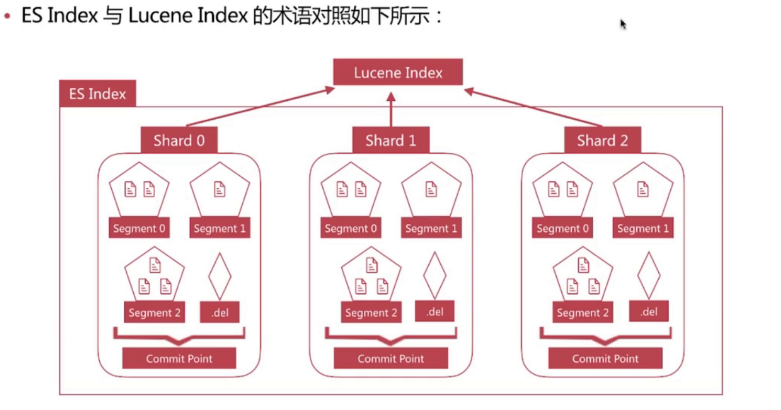 • ES Index 与 Lucene Index 的术语对照如下所示：
Lucene Index
ES Index
Shard 0
Shard 1
Shard 2
Segment 0
Segment 1
Segment 0
Segment 1
Segment 0
Segment 1
Segment 2
.del
Segment 2
.del
Segment 2
.del
Commit Point
Commit Point
Commit Point